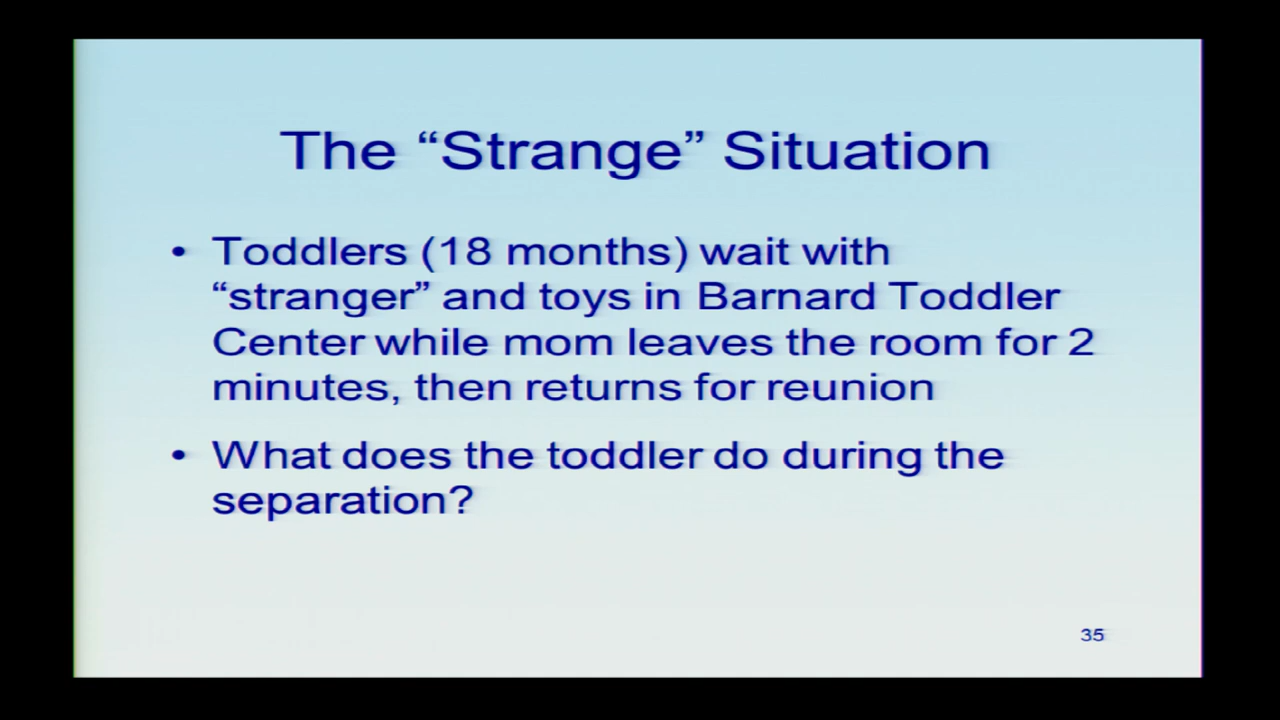 The “Strange” Situation
• Toddlers (18 months) wait with
“stranger” and toys in Barnard Toddler
Center while mom leaves the room for 2
minutes, then returns for reunion
• What does the toddler do during the
separation?
35